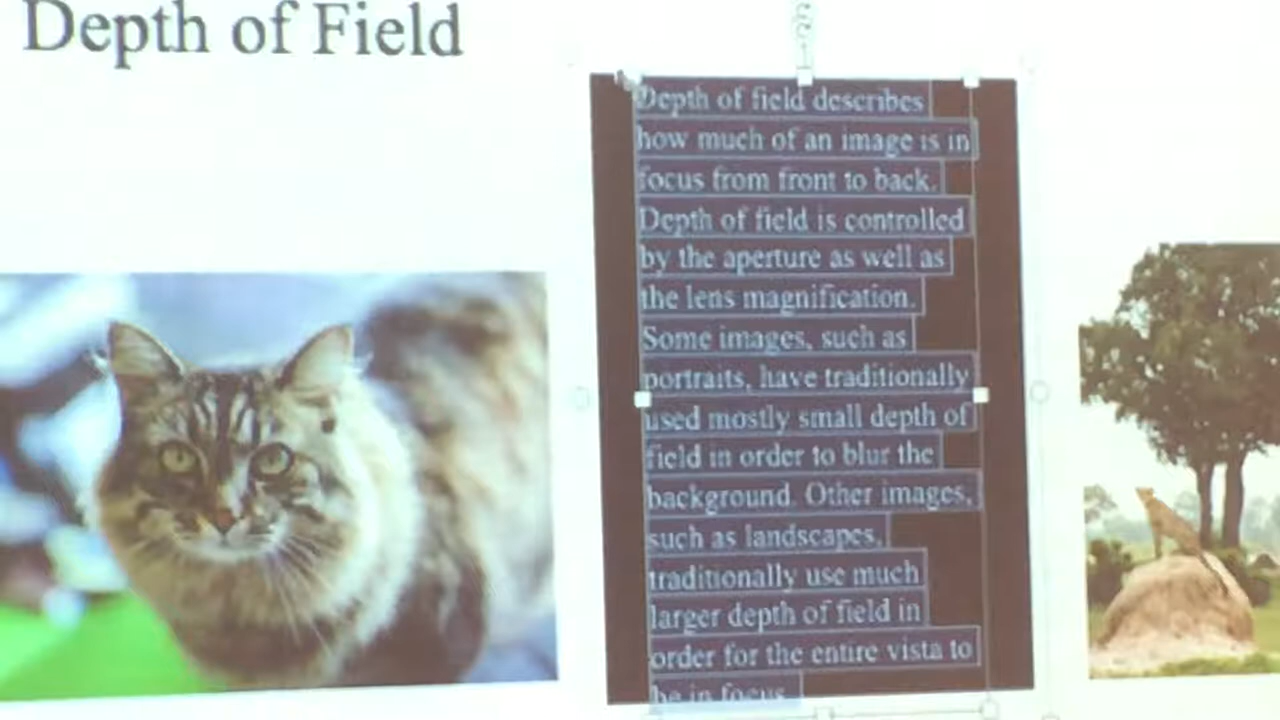 Depth of Field
Depth of field describes
how much of an image is in
focus from front to back.
Depth of field is controlled
by the aperture as well as
the lens magnification.
Some images, such as
portraits, have traditionally
used mostly small depth of
field in order to blur the
background. Other images,
such as landscapes,
traditionally use much
larger depth of field in
order for the entire vista to
be in focus.